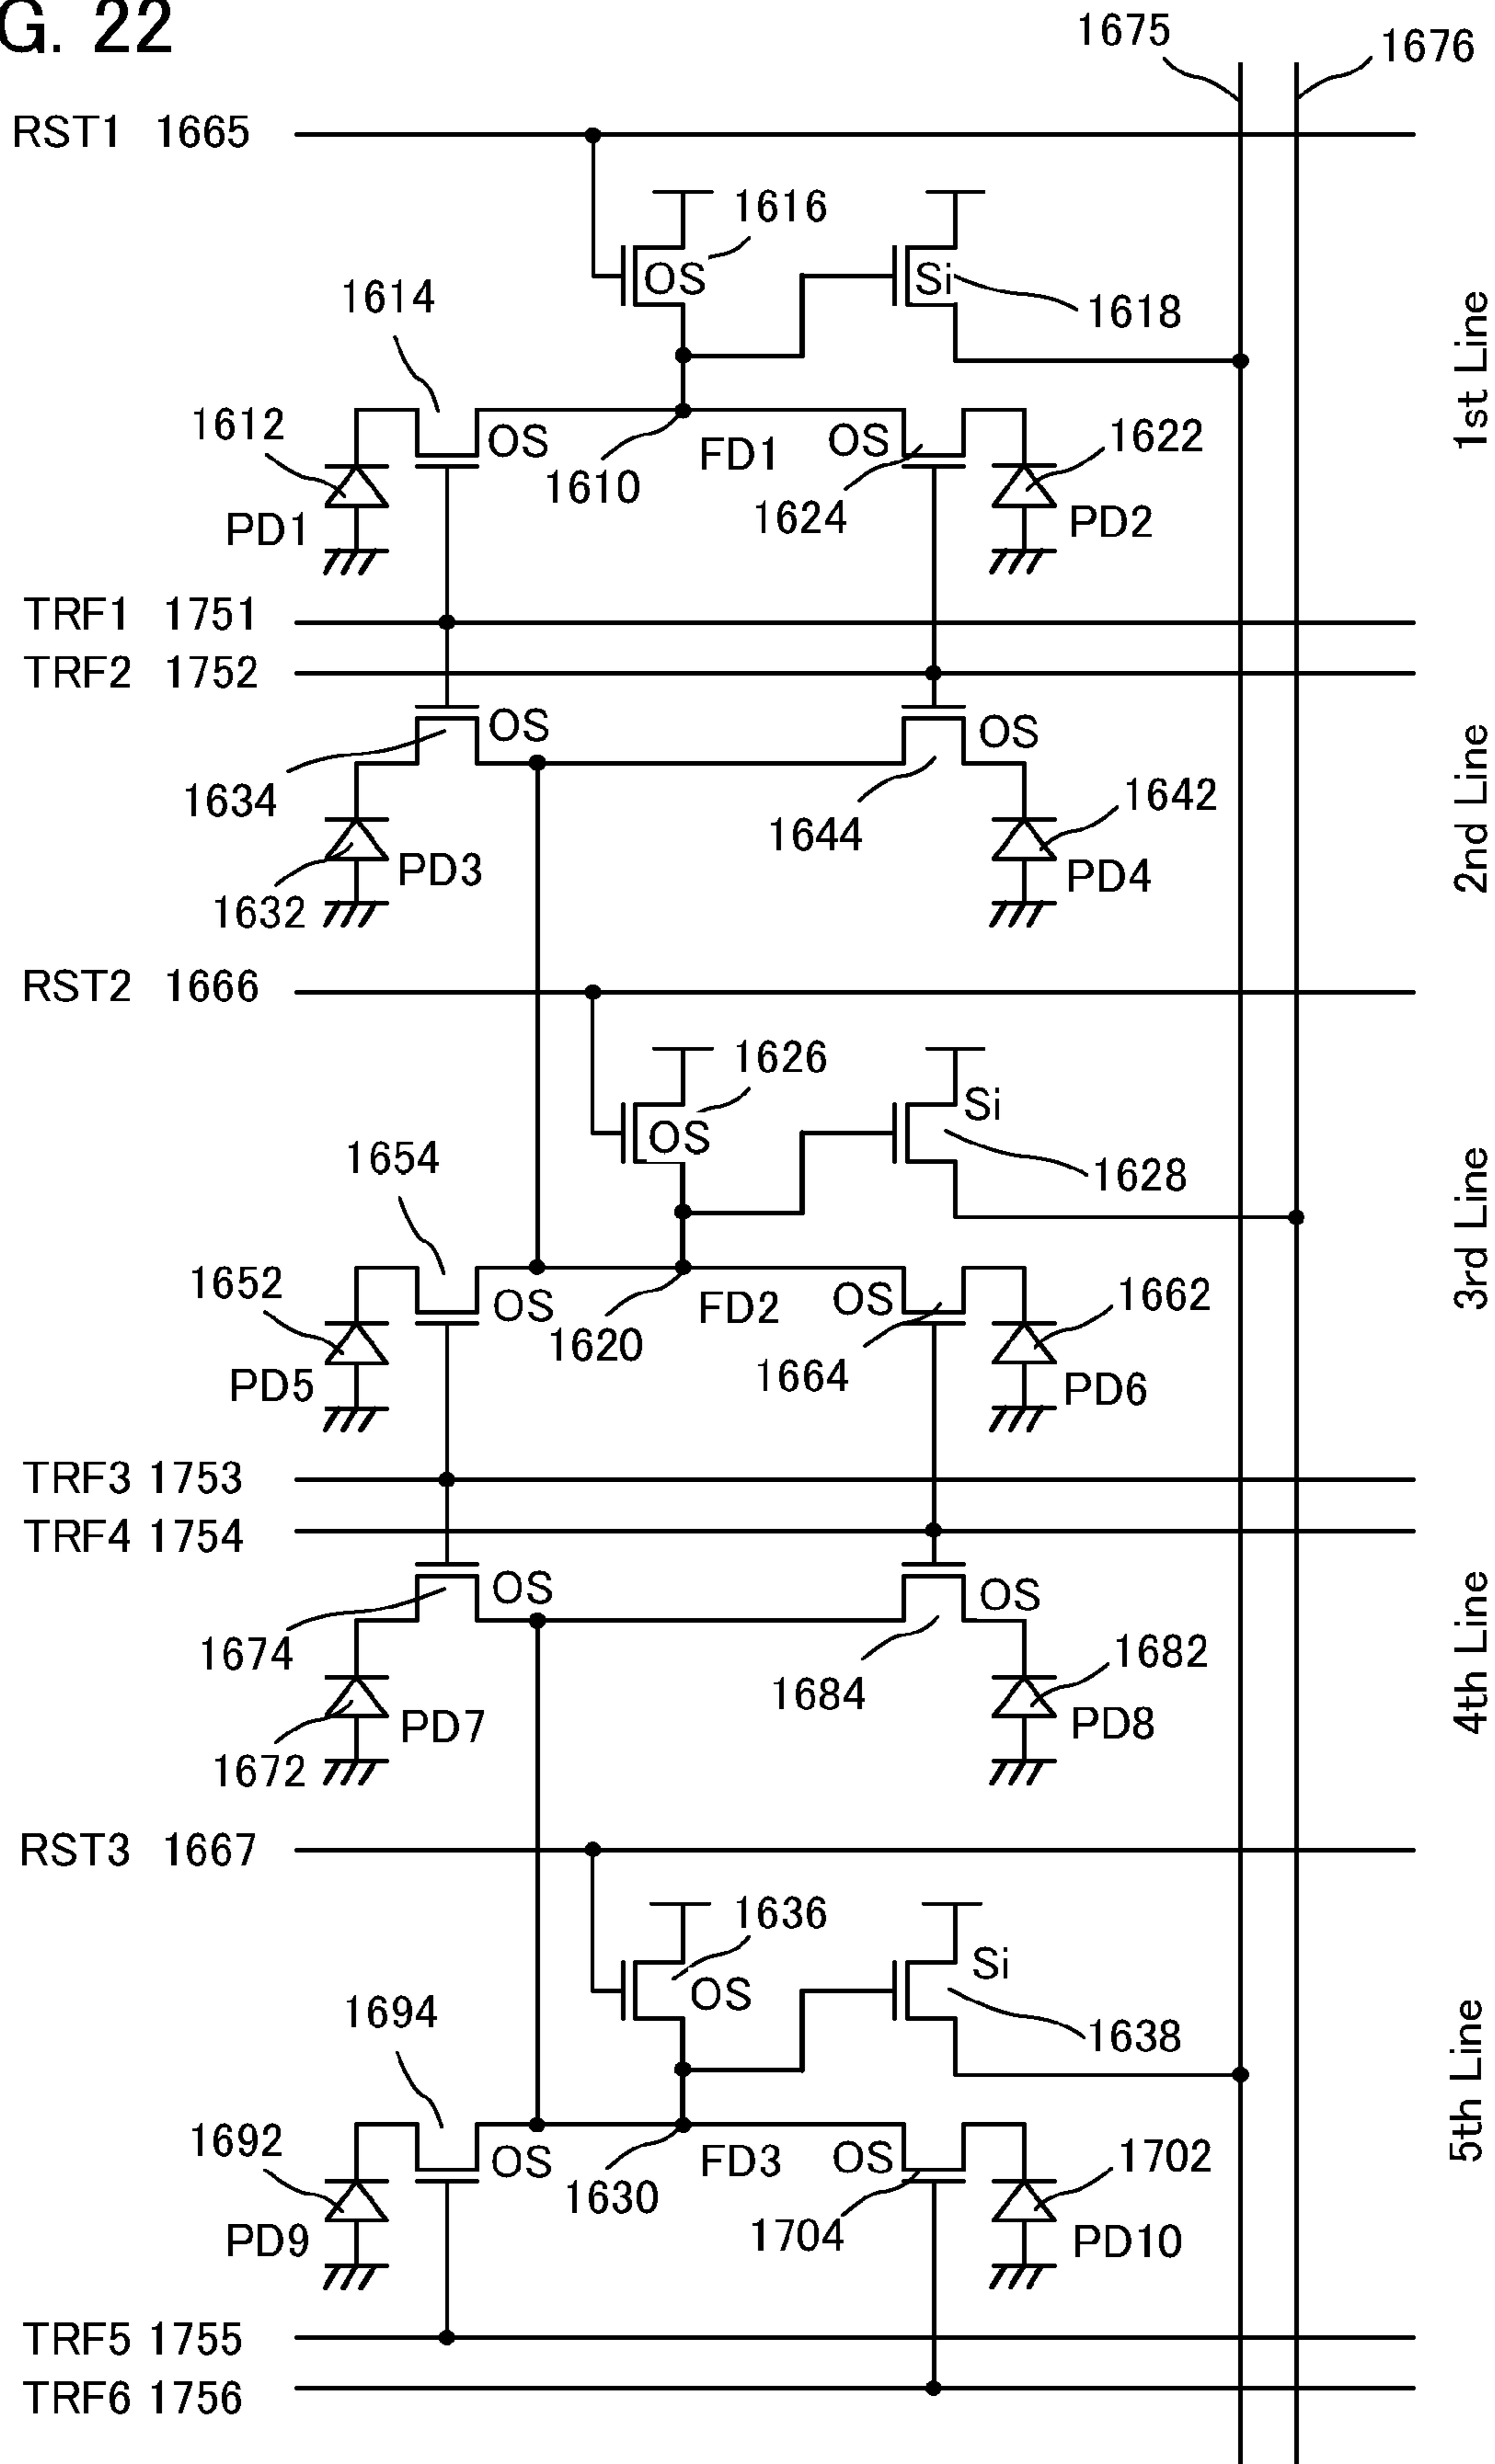 G. 22
1675
1676
RST1 1665
1616
OS
Si
1614
1618
1612
OS
FD1
OS
1622
1610
1624
PD1
PD2
1st Line
TRF1 1751
TRF2 1752
OS
OS
1634
1644
1642
PD3
PD4
1632
2nd Line
RST2 1666
1626
Si
OS
1654
1628
1652
OS
FD2
OS
1662
1620
1664
PD5
PD6
3rd Line
TRF3 1753
TRF4 1754
OS
OS
1674
1684
1682
PD7
PD8
1672
4th Line
RST3 1667
1636
Si
OS
1694
1638
1692
OS
FD3
OS
1702
1630
1704
PD9
PD10
5th Line
TRF5 1755
TRF6 1756